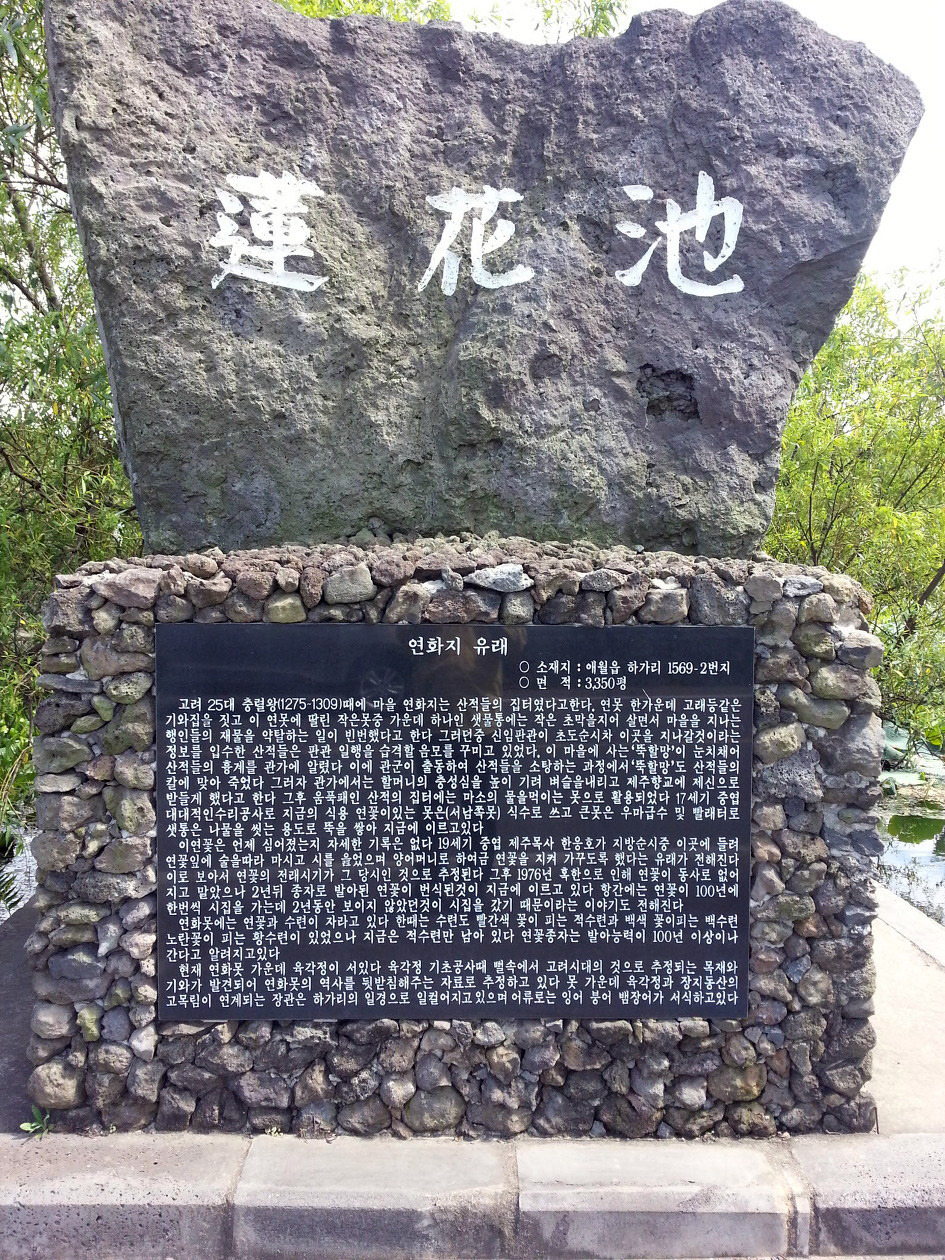 蓮花池
연화지 유래
○ 소재지 : 애월읍 하가리 1569-2번지
○ 면 적 : 3,350평
고려 25대 충렬왕(1275-1309)때에 마을 연화지는 산적들의 집터였다고한다. 연못 한가운데 고래등같은
기와집을 짓고 이 연못에 딸린 작은못중 가운데 하나인 샛물통에는 작은 초막을지어 살면서 마을을 지나는
행인들의 재물을 약탈하는 일이 빈번했다고 한다 그러던중 신임판관이 초도순시차 이곳을 지나갈것이라는
정보를 입수한 산적들은 판관 일행을 습격할 음모를 꾸미고 있었다. 이 마을에 사는 '뚝할망'이 눈치채어
산적들의 흉계를 관가에 알렸다 이에 관군이 출동하여 산적들을 소탕하는 과정에서 '뚝할망'도 산적들의
칼에 맞아 죽었다 그러자 관가에서는 할머니의 충성심을 높이 기려 벼슬을내리고 제주향교에 제신으로
받들게 했다고 한다 그후 움푹패인 산적의 집터에는 마소의 물을먹이는 못으로 활용되었다 17세기 중엽
대대적인수리공사로 지금의 식용 연꽃이있는 못은(서남쪽못) 식수로 쓰고 큰못은 우마급수 및 빨래터로
샛통은 나물을 씻는 용도로 뚝을 쌓아 지금에 이르고있다
이연꽃은 언제 심어졌는지 자세한 기록은 없다 19세기 중엽 제주목사 한응호가 지방순시중 이곳에 들려
연꽃잎에 술을따라 마시고 시를 읊었으며 양어머니로 하여금 연꽃을 지켜 가꾸도록 했다는 유래가 전해진다
이로 보아서 연꽃의 전래시기가 그 당시인 것으로 추정된다 그후 1976년 혹한으로 인해 연꽃이 동사로 없어
지고 말았으나 2년뒤 종자로 발아된 연꽃이 번식된것이 지금에 이르고 있다 항간에는 연꽃이 100년에
한번씩 시집을 가는데 2년동안 보이지 않았던것이 시집을 갔기 때문이라는 이야기도 전해진다
연화못에는 연꽃과 수련이 자라고 있다 한때는 수련도 빨간색 꽃이 피는 적수련과 백색 꽃이피는 백수련
노란꽃이 피는 황수련이 있었으나 지금은 적수련만 남아 있다 연꽃종자는 발아능력이 100년 이상이나
간다고 알려지고있다
현재 연화못 가운데 육각정이 서있다 육각정 기초공사때 뻘속에서 고려시대의 것으로 추정되는 목재와
기와가 발견되어 연화못의 역사를 뒷받침해주는 자료로 추정하고 있다 못 가운데 육각정과 장지동산의
고목림이 연계되는 장관은 하가리의 일경으로 일컬어지고있으며 어류로는 잉어 붕어 뱀장어가 서식하고있다